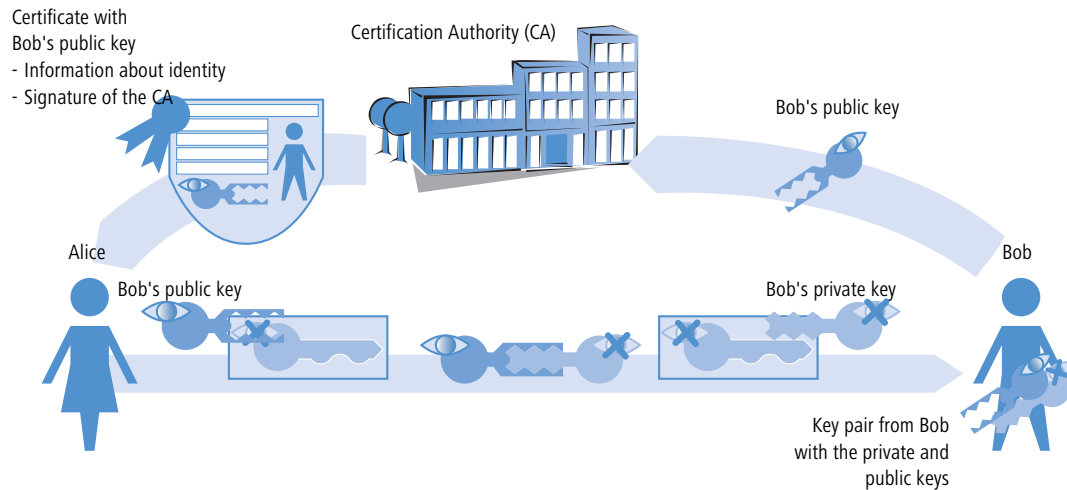 Certificate with
Bob's public key
- Information about identity
- Signature of the CA
Certification Authority (CA)
Bob's public key
Alice
Bob
Bob's public key
Bob's private key
Key pair from Bob
with the private and
public keys